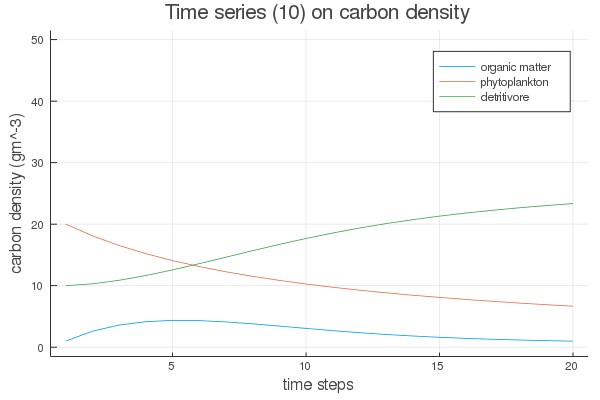 Time series (10) on carbon density
50
40
30
20
10
0
carbon density (gm^-3)
organic matter
phytoplankton
detritivore
5
10
15
20
time steps